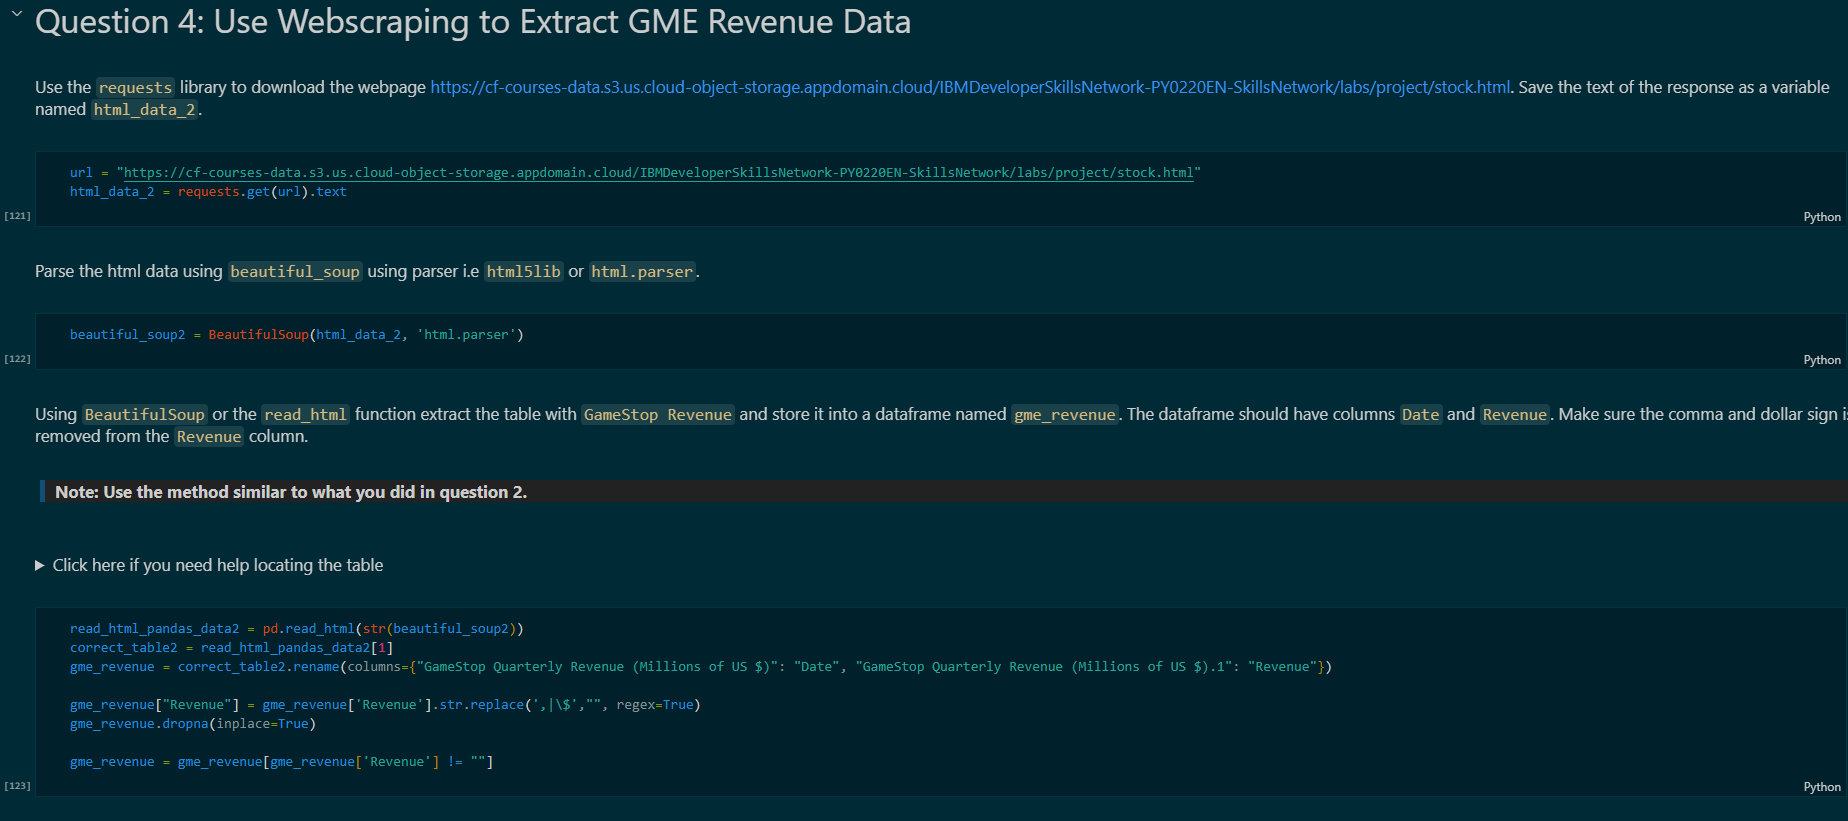 Question 4: Use Webscraping to Extract GME Revenue Data
Use the requests library to download the webpage https://cf-courses-data.s3.us.cloud-object-storage.appdomain.cloud/IBMDeveloperSkillsNetwork-PY0220EN-SkillsNetwork/labs/project/stock.html. Save the text of the response as a variable
named html_data_2.
url = "https://cf-courses-data.s3.us.cloud-object-storage.appdomain.cloud/IBMDeveloperSkillsNetwork-PY0220EN-SkillsNetwork/labs/project/stock.html"
html_data_2 = requests.get(url).text
[121]
Python
Parse the html data using beautiful_soup using parser i.e html5lib or html.parser.
beautiful_soup2 = BeautifulSoup(html_data_2, 'html.parser')
[122]
Python
Using BeautifulSoup or the read_html function extract the table with GameStop Revenue and store it into a dataframe named gme_revenue. The dataframe should have columns Date and Revenue. Make sure the comma and dollar sign is
removed from the Revenue column.
Note: Use the method similar to what you did in question 2.
Click here if you need help locating the table
read_html_pandas_data2 = pd.read_html(str(beautiful_soup2))
correct_table2 = read_html_pandas_data2[1]
gme_revenue = correct_table2.rename(columns={"GameStop Quarterly Revenue (Millions of US $)": "Date", "GameStop Quarterly Revenue (Millions of US $).1": "Revenue"})
gme_revenue["Revenue"] = gme_revenue['Revenue'].str.replace(',|\$',"", regex=True)
gme_revenue.dropna(inplace=True)
gme_revenue = gme_revenue[gme_revenue['Revenue'] != ""]
[123]
Python